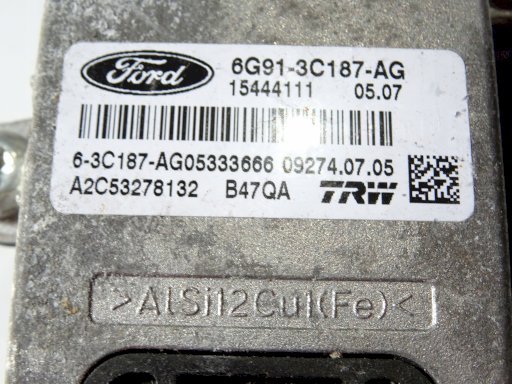 Ford 6G91-3C187-AG
15444111 05.07
6-3C187-AG05333666 09274.07.05
A2C53278132 B47QA TRW
>AlSi12Cu1(Fe)<